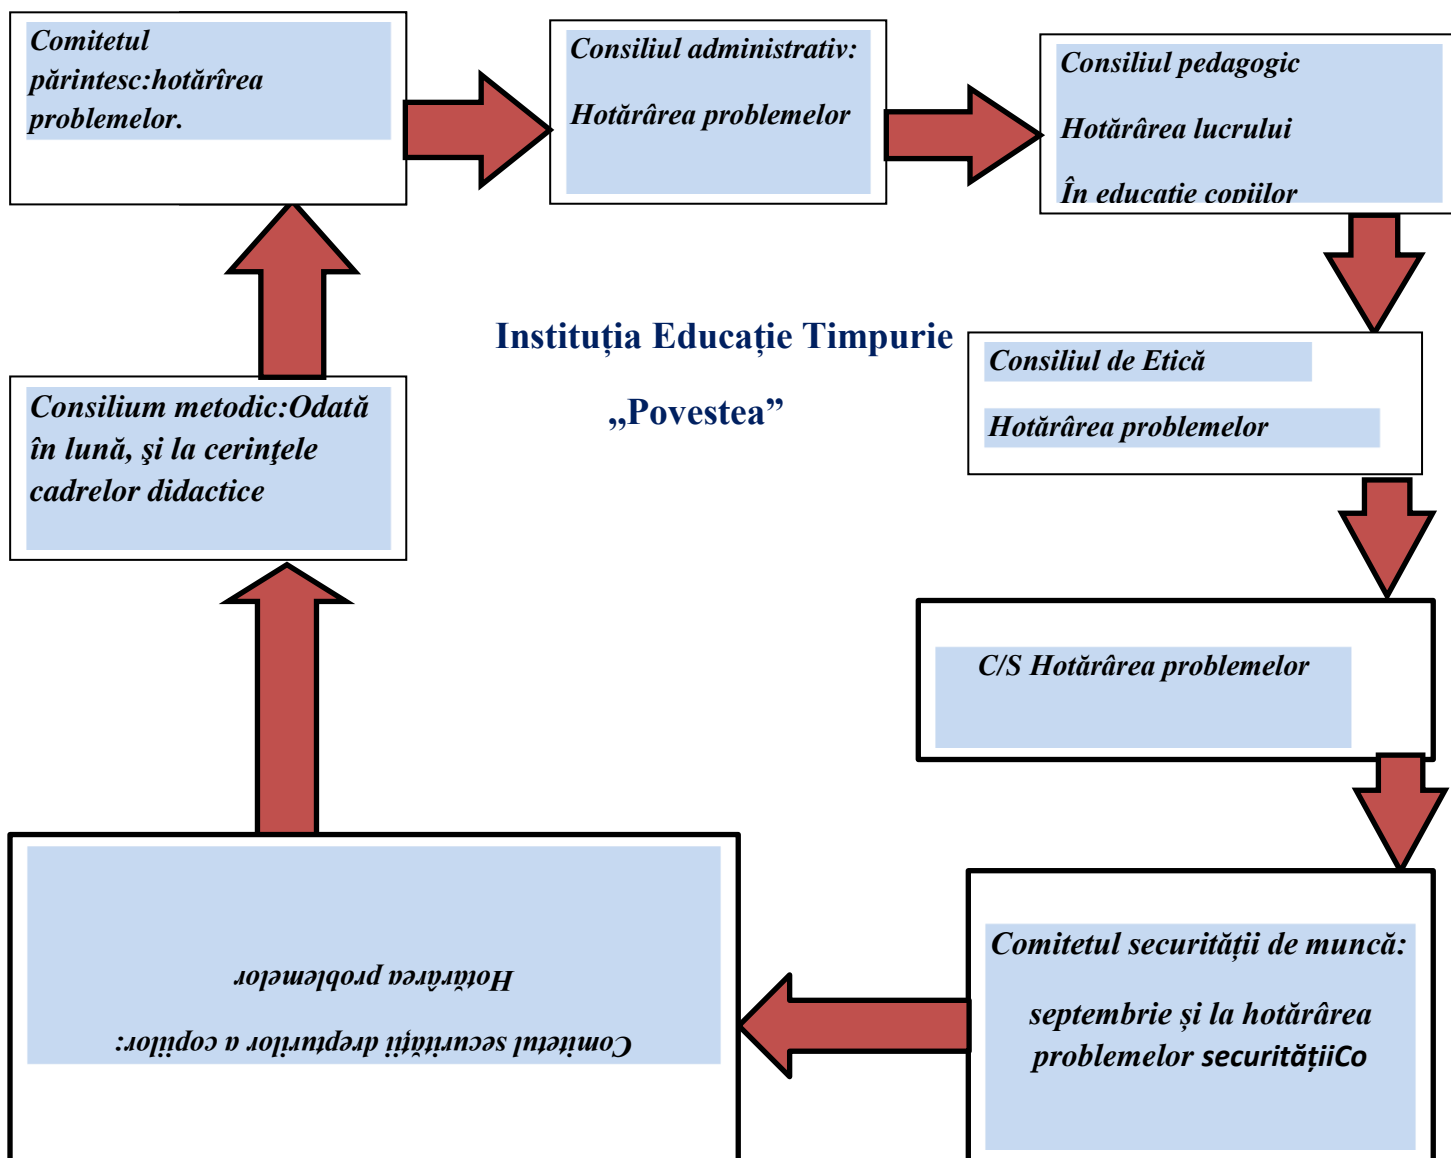 Comitetul
părintesc:hotărîrea
problemelor.
Consiliul administrativ:
Hotărârea problemelor
Consiliul pedagogic
Hotărârea lucrului
În educație copiilor
Instituția Educație Timpurie
„Povestea”
Consiliul de Etică
Hotărârea problemelor
Consilium metodic:Odată
în lună, şi la cerinţele
cadrelor didactice
C/S Hotărârea problemelor
Comitetul securității de muncă:
septembrie și la hotărârea
problemelor securitățiiCo
Comitetul securității drepturilor a copiilor:
Hotărârea problemelor